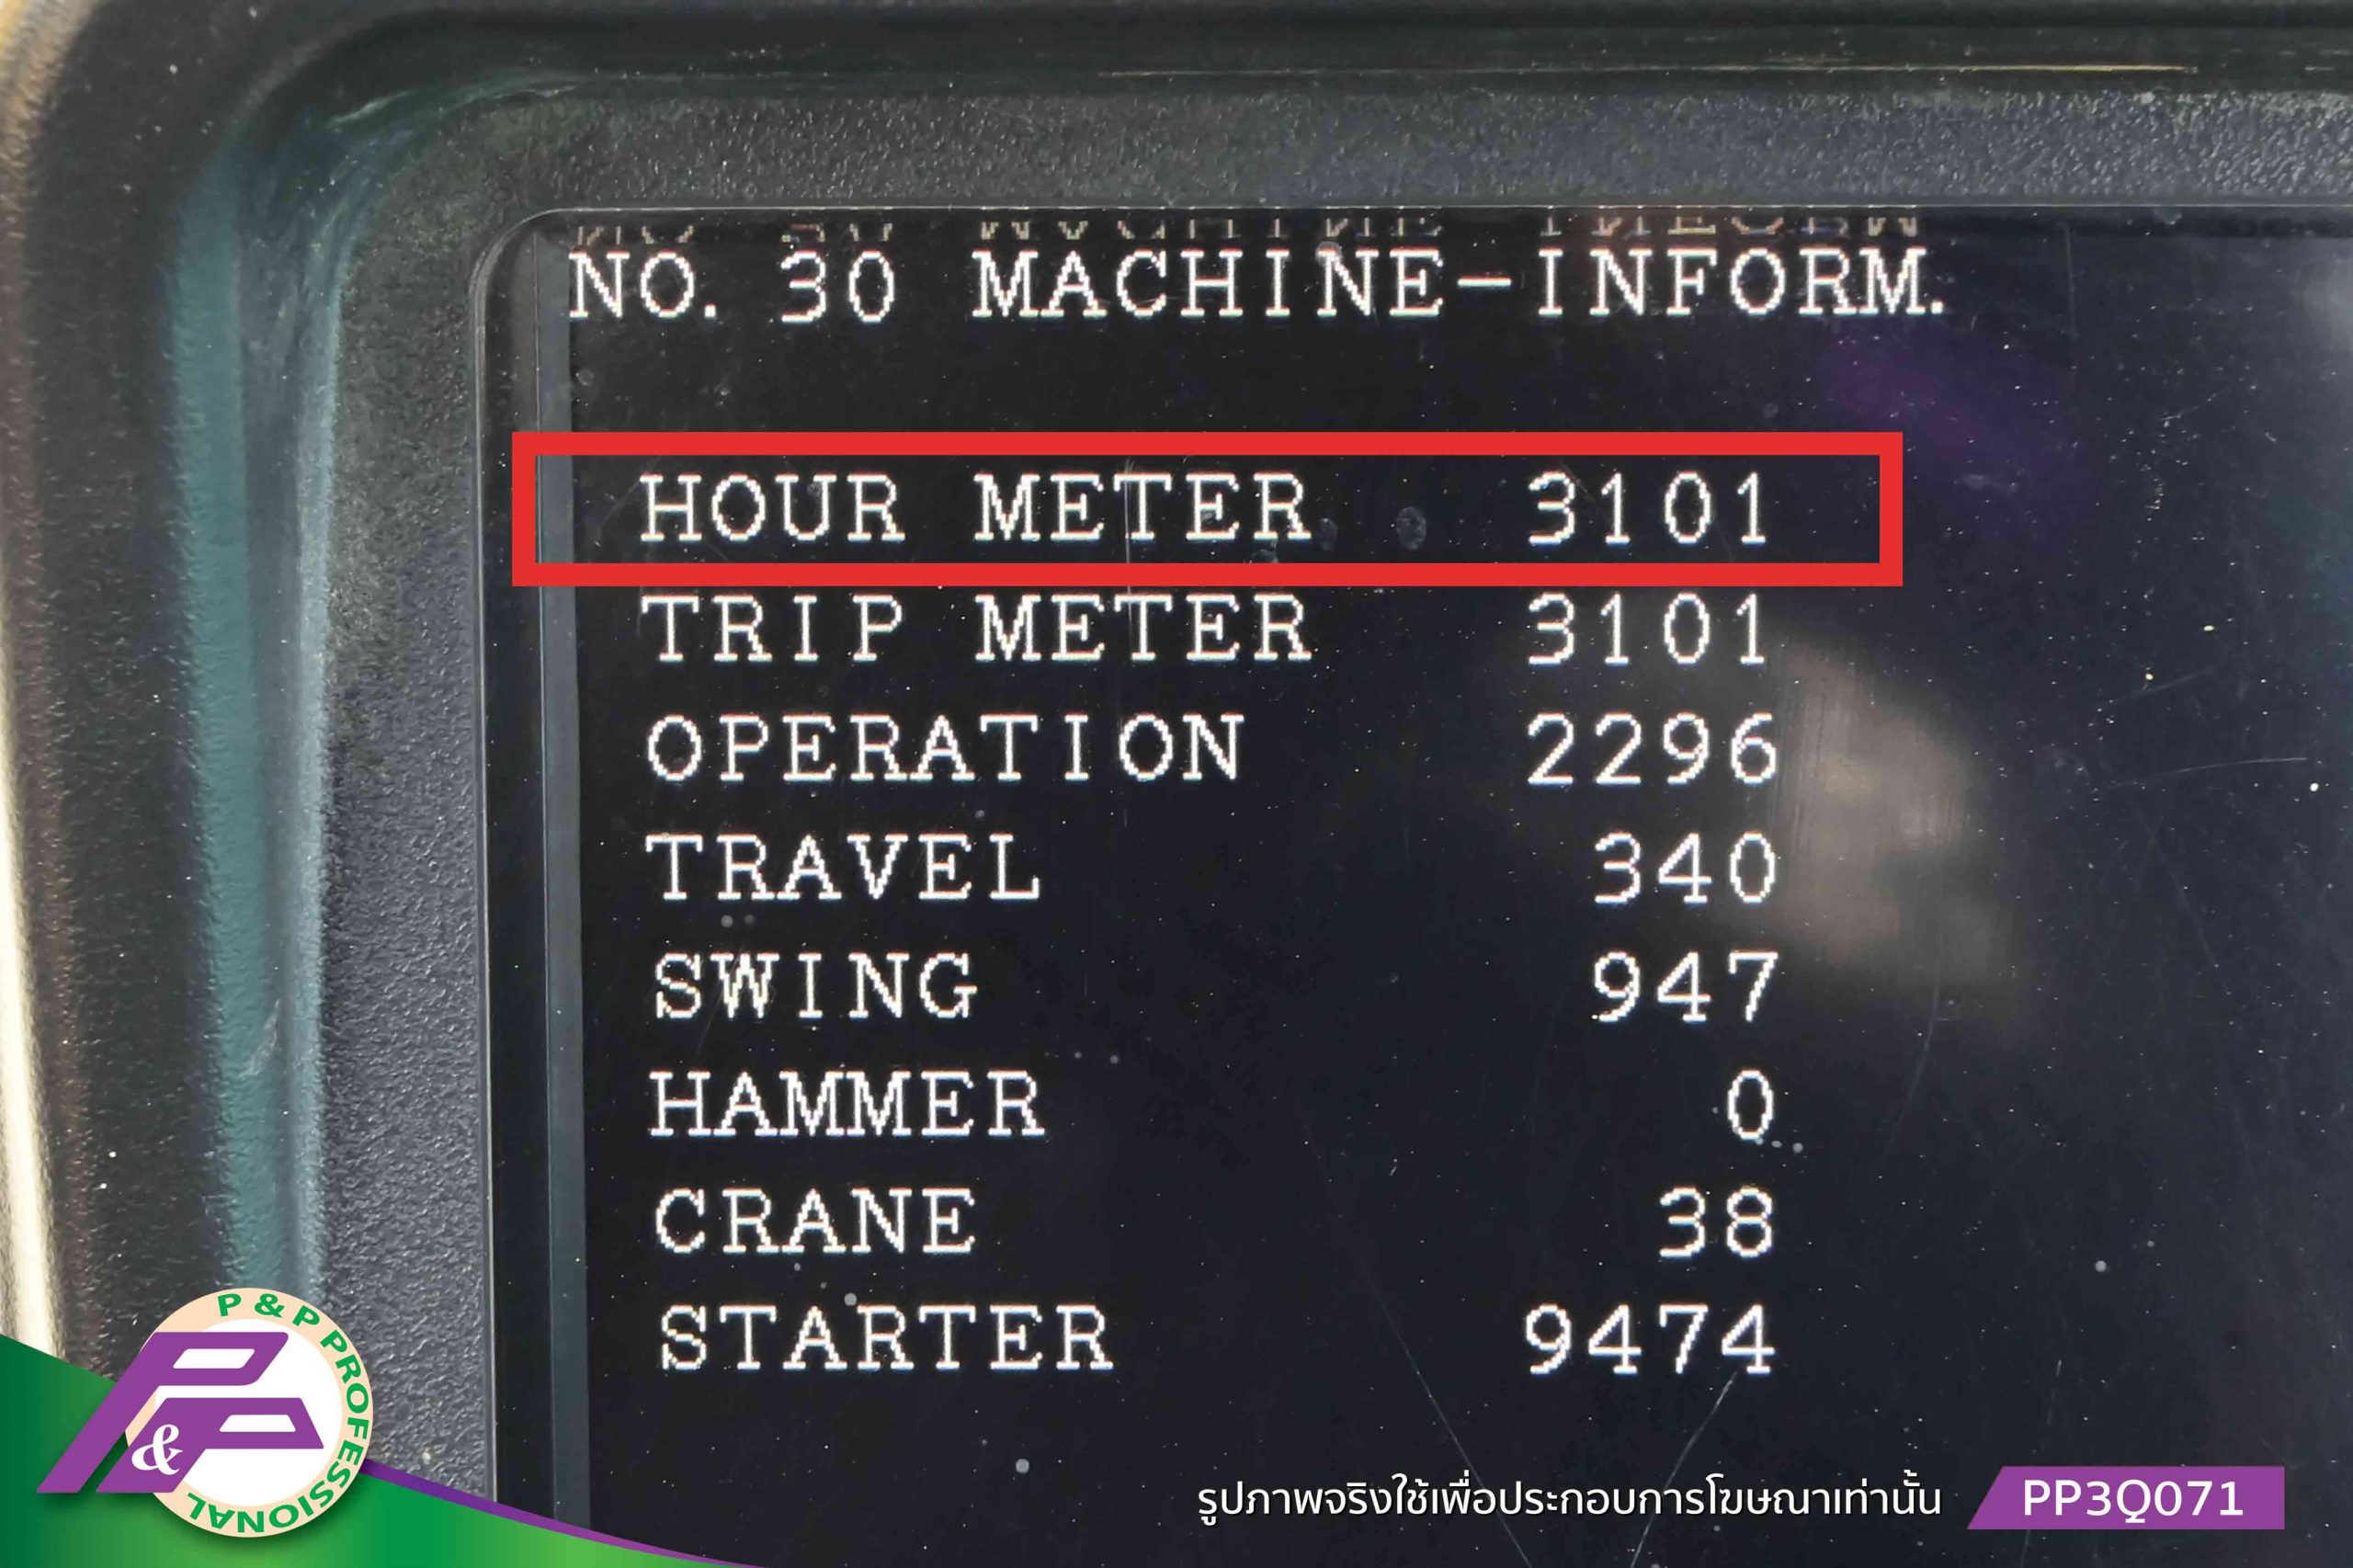 NO. 30 MACHINE-INFORM.
HOUR METER 3101
TRIP METER 3101
OPERATION 2296
TRAVEL 340
SWING 947
HAMMER 0
CRANE 38
STARTER 9474
P & P PROFESSIONAL
P&P
รูปภาพจริงใช้เพื่อประกอบการโฆษณาเท่านั้น
PP3Q071